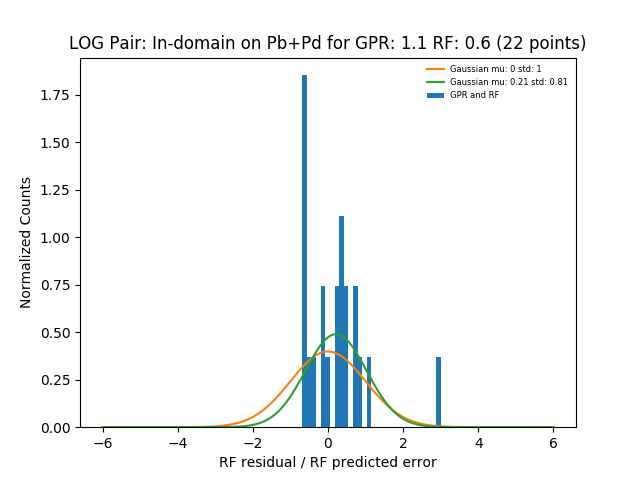 LOG Pair: In-domain on Pb+Pd for GPR: 1.1 RF: 0.6 (22 points)
Gaussian mu: 0 std: 1
Gaussian mu: 0.21 std: 0.81
GPR and RF
Normalized Counts
1.75
1.50
1.25
1.00
0.75
0.50
0.25
0.00
−6
−4
−2
0
2
4
6
RF residual / RF predicted error